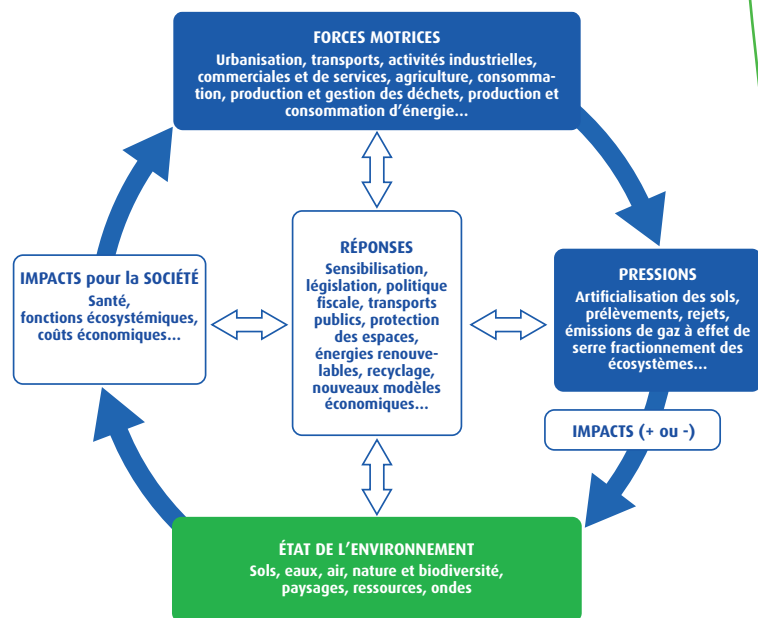 FORCES MOTRICES
Urbanisation, transports, activités industrielles,
commerciales et de services, agriculture, consomma-
tion, production et gestion des déchets, production et
consommation d'énergie...
IMPACTS pour la SOCIÉTÉ
Santé,
fonctions écosystémiques,
coûts économiques...
RÉPONSES
Sensibilisation,
législation, politique
fiscale, transports
publics, protection
des espaces,
énergies renouve-
lables, recyclage,
nouveaux modèles
économiques...
PRESSIONS
Artificialisation des sols,
prélèvements, rejets,
émissions de gaz à effet de
serre fractionnement des
écosystèmes...
IMPACTS (+ ou -)
ÉTAT DE L'ENVIRONNEMENT
Sols, eaux, air, nature et biodiversité,
paysages, ressources, ondes